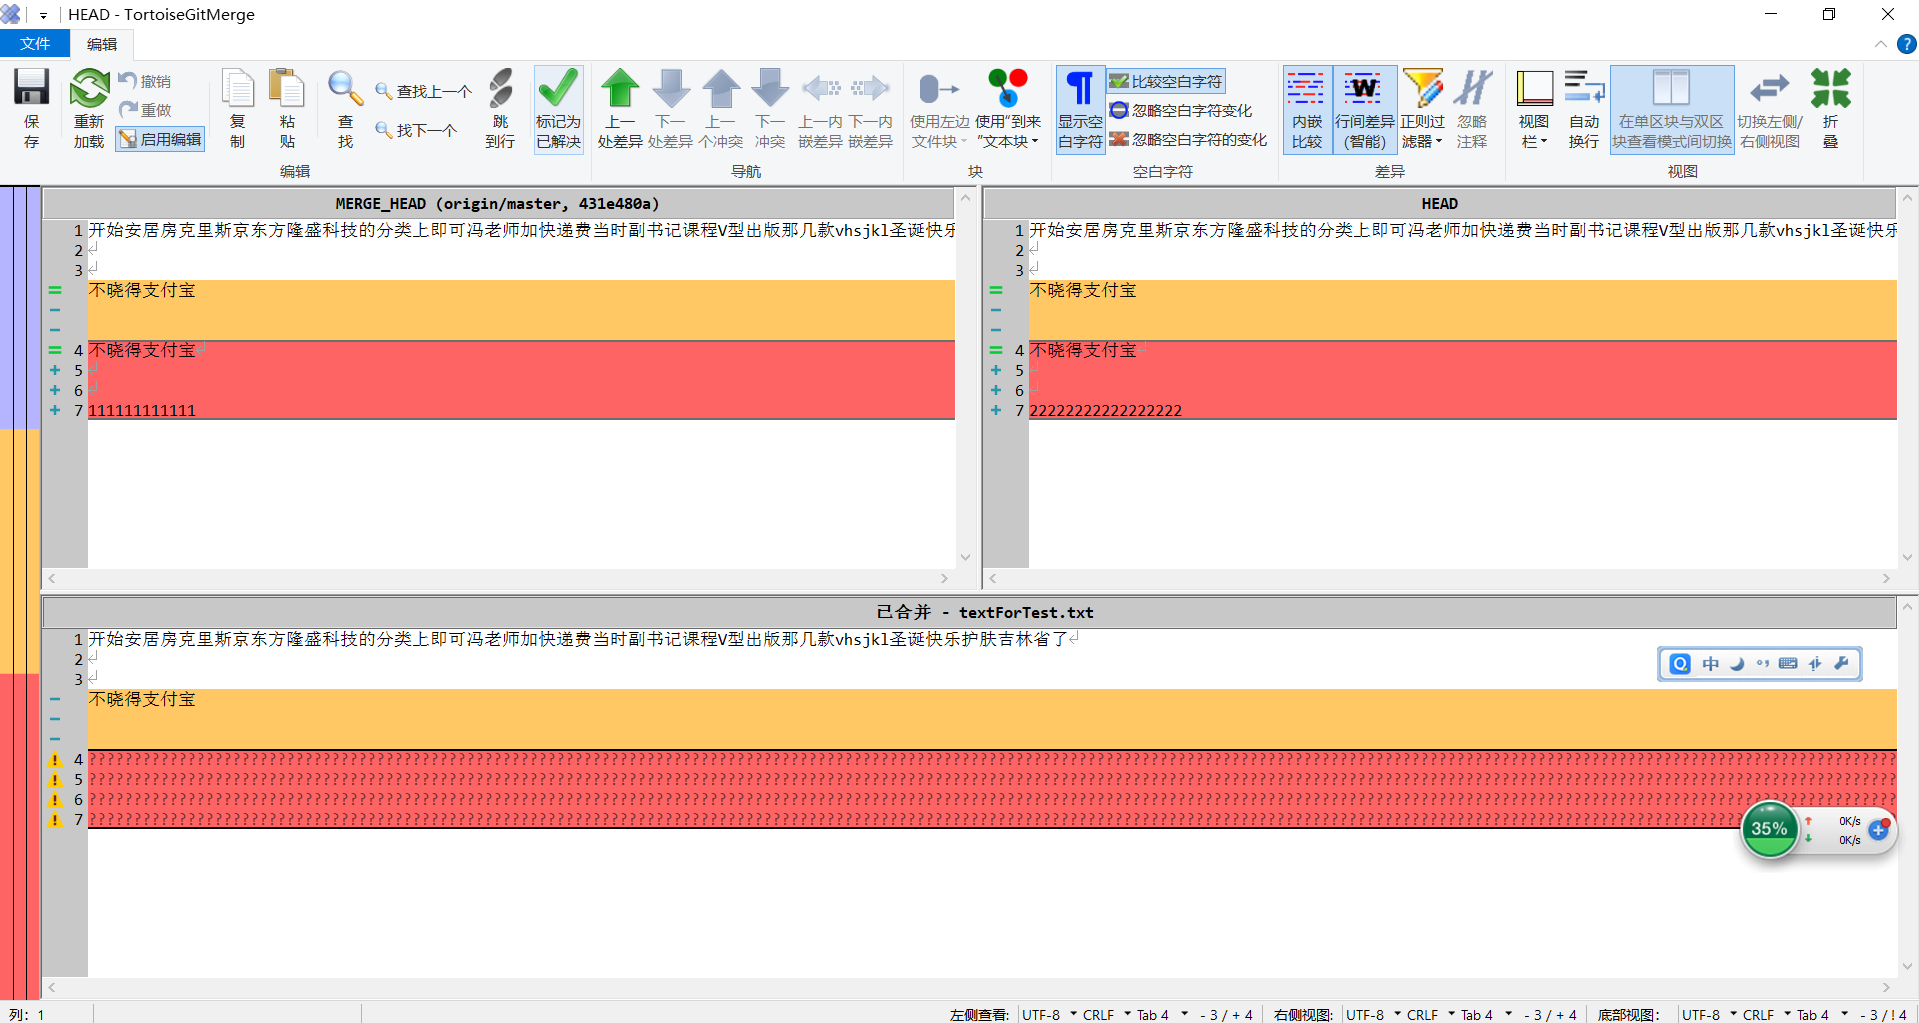 HEAD - TortoiseGitMerge
文件 编辑
保存
重新加载
撤销
重做
启用编辑
复制
粘贴
查找
查找上一个
找下一个
跳到行
标记为已解决
编辑
上一处差异
下一处差异
上一个冲突
下一冲突
上一内嵌差异
下一内嵌差异
导航
使用左边文件块
使用“到来”文本块
块
显示空白字符
比较空白字符
忽略空白字符变化
忽略空白字符的变化
空白字符
内嵌比较
行间差异(智能)
正则过滤器
忽略注释
差异
视图栏
自动换行
在单区块与双区块查看模式间切换
切换左侧/右侧视图
折叠
视图
MERGE_HEAD (origin/master, 431e480a)
1 开始安居房克里斯京东方隆盛科技的分类上即可冯老师加快递费当时副书记课程V型出版那几款vhsjkl圣诞快乐
2
3
不晓得支付宝
4 不晓得支付宝
5
6
7 111111111111
HEAD
1 开始安居房克里斯京东方隆盛科技的分类上即可冯老师加快递费当时副书记课程V型出版那几款vhsjkl圣诞快乐
2
3
不晓得支付宝
4 不晓得支付宝
5
6
7 22222222222222222
已合并 - textForTest.txt
1 开始安居房克里斯京东方隆盛科技的分类上即可冯老师加快递费当时副书记课程V型出版那几款vhsjkl圣诞快乐护肤吉林省了
2
3
不晓得支付宝
4
5
6
7
中
35%
0K/s
0K/s
列: 1 左侧查看: UTF-8 CRLF Tab 4 - 3 / + 4 右侧视图: UTF-8 CRLF Tab 4 - 3 / + 4 底部视图: UTF-8 CRLF Tab 4 - 3 / ! 4